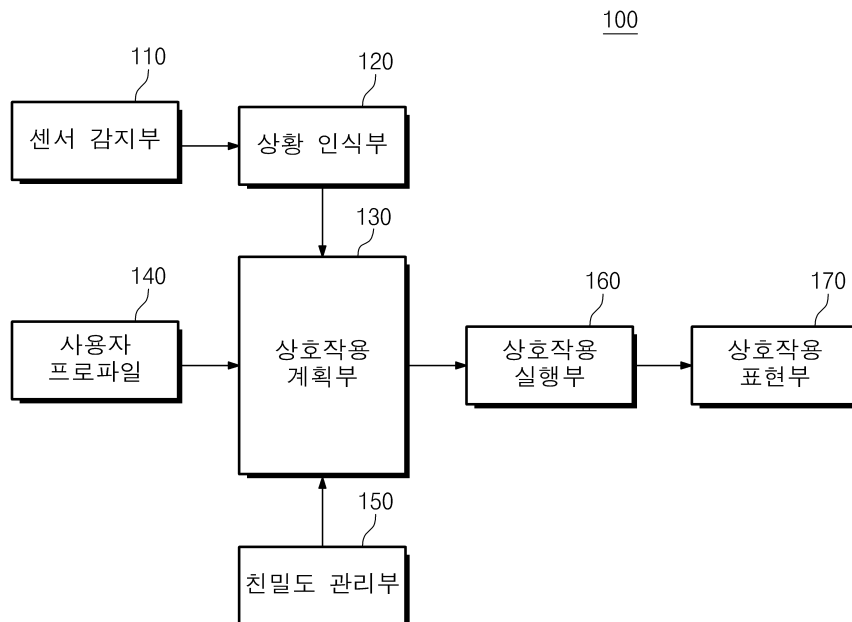 100
110
센서 감지부
120
상황 인식부
130
상호작용
계획부
140
사용자
프로파일
150
친밀도 관리부
160
상호작용
실행부
170
상호작용
표현부